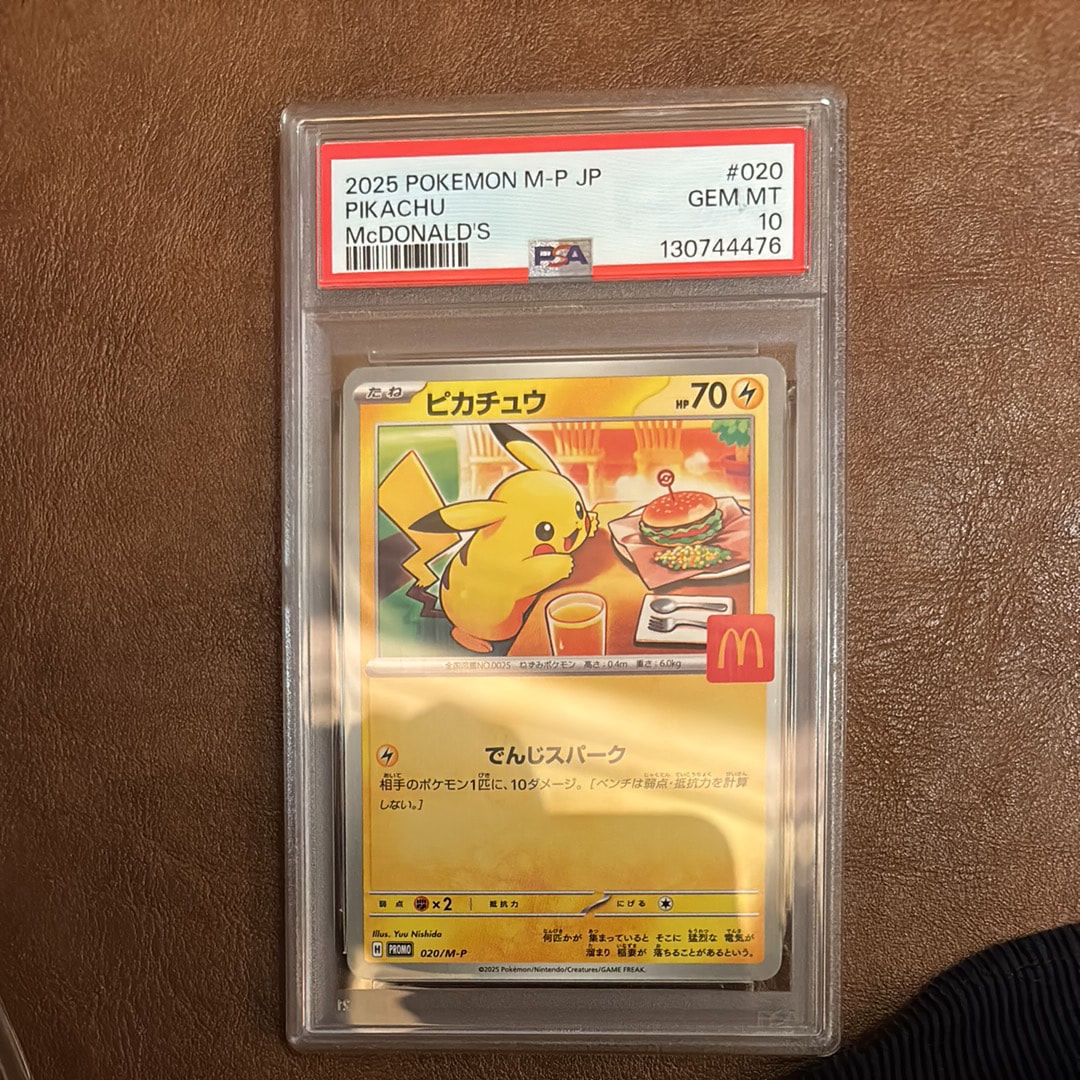 2025 POKEMON M-P JP
#020
PIKACHU
GEM MT
McDONALD'S
10
PSA
130744476
たね
ピカチュウ
HP70
全国図鑑NO.0025 ねずみポケモン 高さ:0.4m 重さ:6.0kg
でんじスパーク
相手のポケモン1匹に、10ダメージ。[ベンチは弱点・抵抗力を計算
しない。]
弱点 ×2 抵抗力 にげる
Illus. Yuu Nishida
何匹かが 集まっていると そこに 猛烈な 電気が
溜まり 稲妻が 落ちることがあるという。
H PROMO 020/M-P
©2025 Pokémon/Nintendo/Creatures/GAME FREAK.